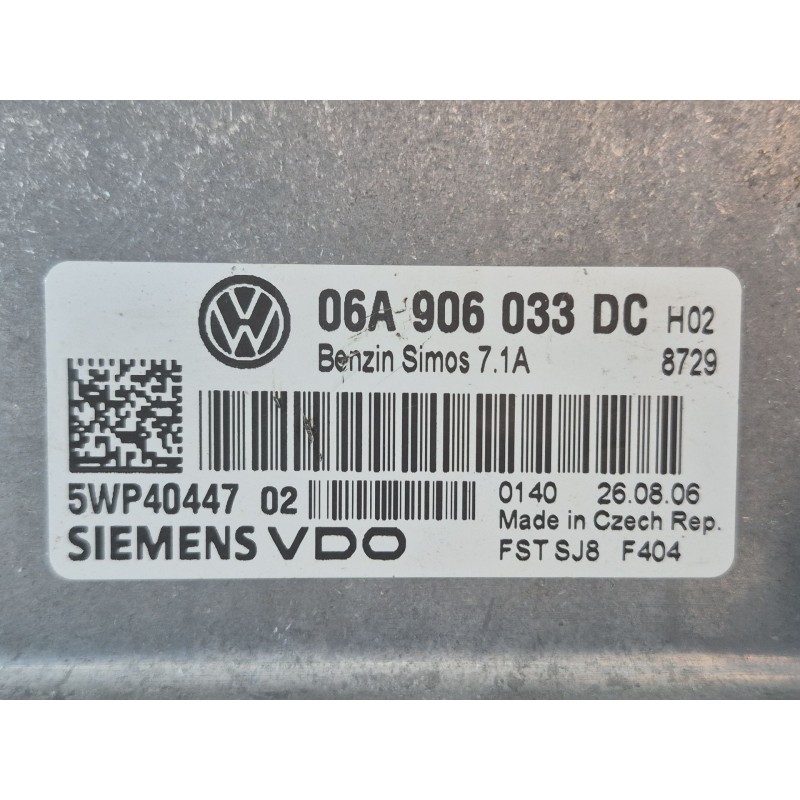 06A 906 033 DC H02
Benzin Simos 7.1A 8729
5WP40447 02 0140 26.08.06
Made in Czech Rep.
SIEMENS VDO FST SJ8 F404